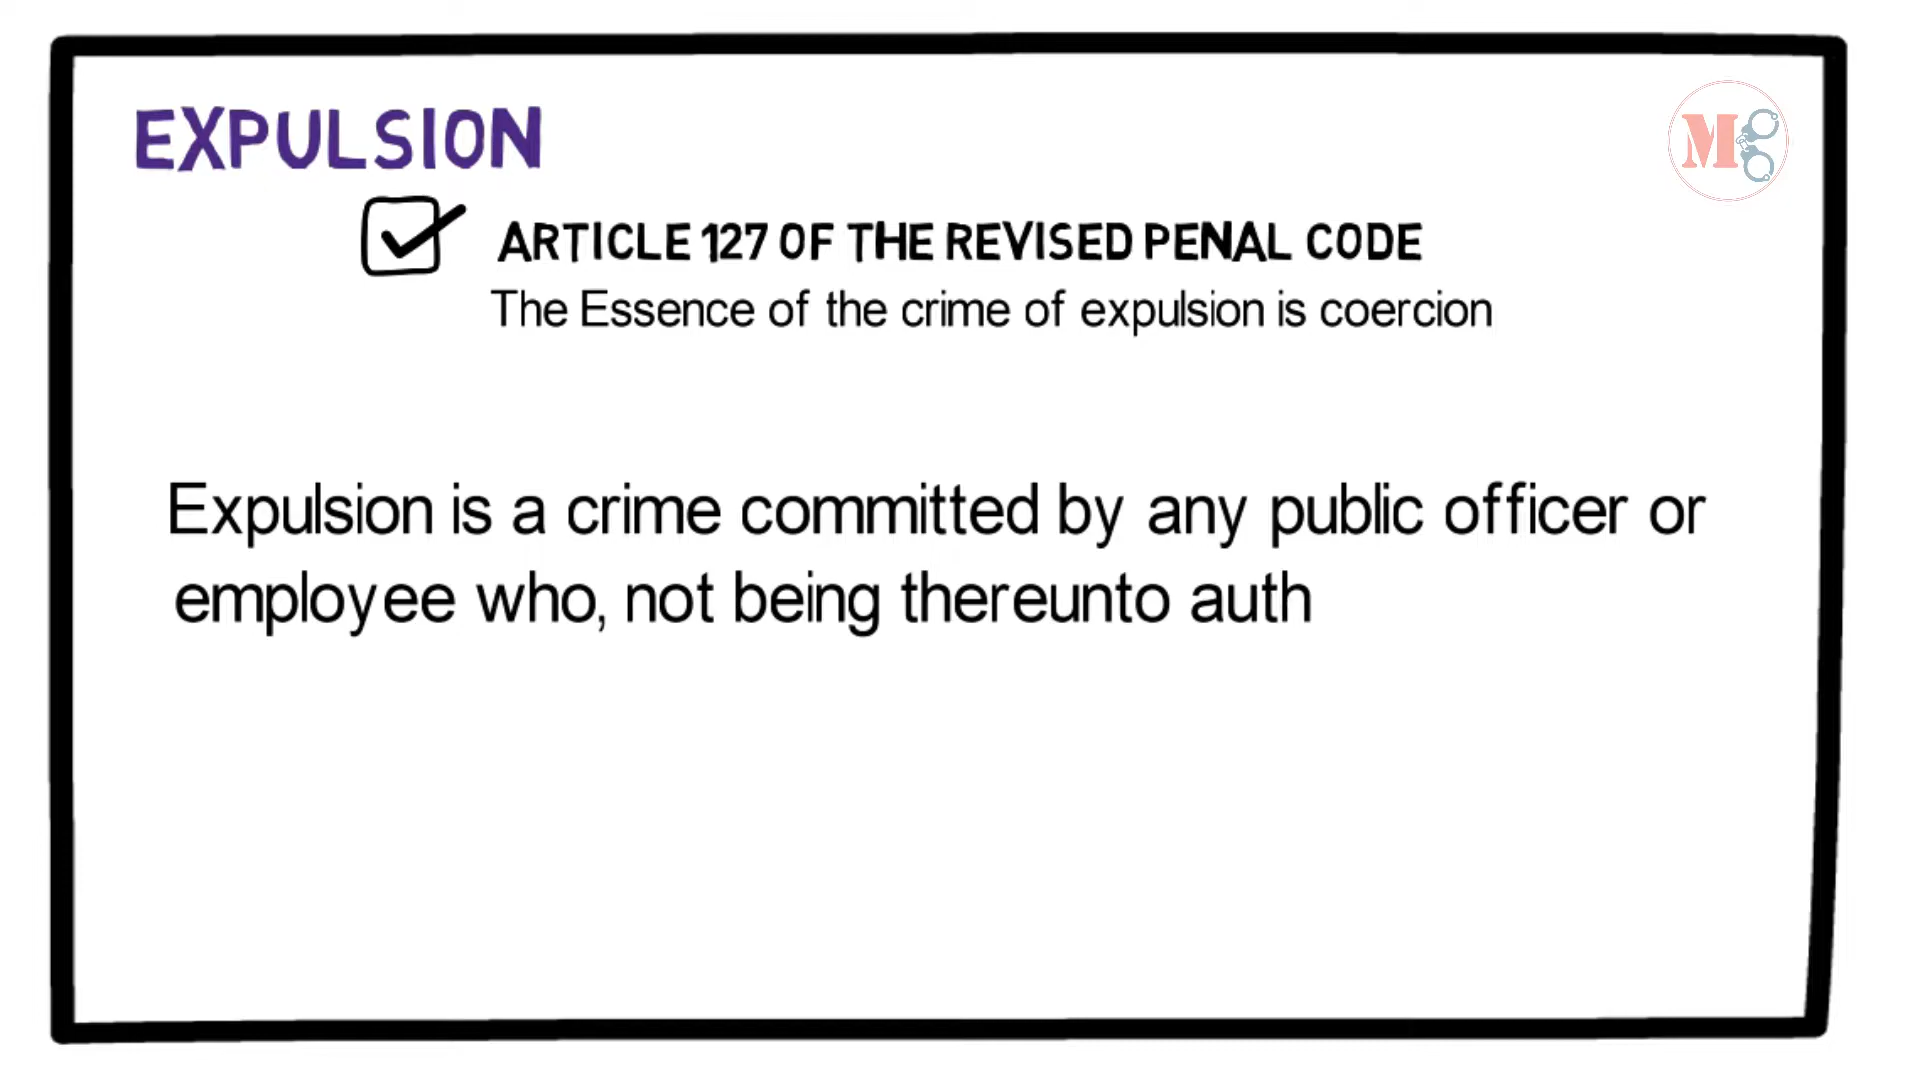 EXPULSION
M
ARTICLE 127 OF THE REVISED PENAL CODE
The Essence of the crime of expulsion is coercion
Expulsion is a crime committed by any public officer or
employee who, not being thereunto auth